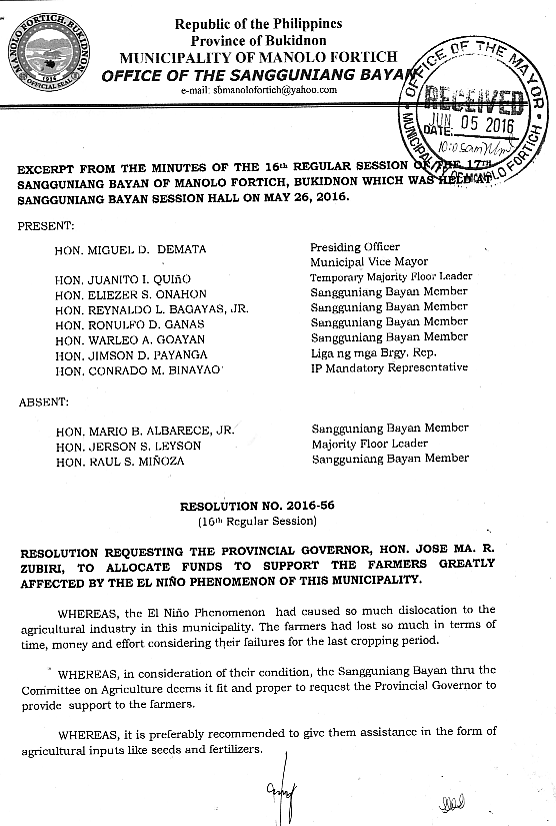 MANOLO FORTICH, BUKIDNON
1914
OFFICIAL SEAL
Republic of the Philippines
Province of Bukidnon
MUNICIPALITY OF MANOLO FORTICH
OFFICE OF THE SANGGUNIANG BAYAN
e-mail: sbmanolofortich@yahoo.com
OFFICE OF THE MAYOR
RECEIVED
JUN 05 2016
DATE:
MUNICIPALITY OF MANOLO FORTICH
EXCERPT FROM THE MINUTES OF THE 16th REGULAR SESSION OF THE 17TH
SANGGUNIANG BAYAN OF MANOLO FORTICH, BUKIDNON WHICH WAS HELD AT
SANGGUNIANG BAYAN SESSION HALL ON MAY 26, 2016.
PRESENT:
HON. MIGUEL D. DEMATA Presiding Officer
Municipal Vice Mayor
HON. JUANITO I. QUIñO Temporary Majority Floor Leader
HON. ELIEZER S. ONAHON Sangguniang Bayan Member
HON. REYNALDO L. BAGAYAS, JR. Sangguniang Bayan Member
HON. RONULFO D. GANAS Sangguniang Bayan Member
HON. WARLEO A. GOAYAN Sangguniang Bayan Member
HON. JIMSON D. PAYANGA Liga ng mga Brgy. Rep.
HON. CONRADO M. BINAYAO IP Mandatory Representative
ABSENT:
HON. MARIO B. ALBARECE, JR. Sangguniang Bayan Member
HON. JERSON S. LEYSON Majority Floor Leader
HON. RAUL S. MIÑOZA Sangguniang Bayan Member
RESOLUTION NO. 2016-56
(16th Regular Session)
RESOLUTION REQUESTING THE PROVINCIAL GOVERNOR, HON. JOSE MA. R.
ZUBIRI, TO ALLOCATE FUNDS TO SUPPORT THE FARMERS GREATLY
AFFECTED BY THE EL NIÑO PHENOMENON OF THIS MUNICIPALITY.
WHEREAS, the El Niño Phenomenon had caused so much dislocation to the
agricultural industry in this municipality. The farmers had lost so much in terms of
time, money and effort considering their failures for the last cropping period.
WHEREAS, in consideration of their condition, the Sangguniang Bayan thru the
Committee on Agriculture deems it fit and proper to request the Provincial Governor to
provide support to the farmers.
WHEREAS, it is preferably recommended to give them assistance in the form of
agricultural inputs like seeds and fertilizers.